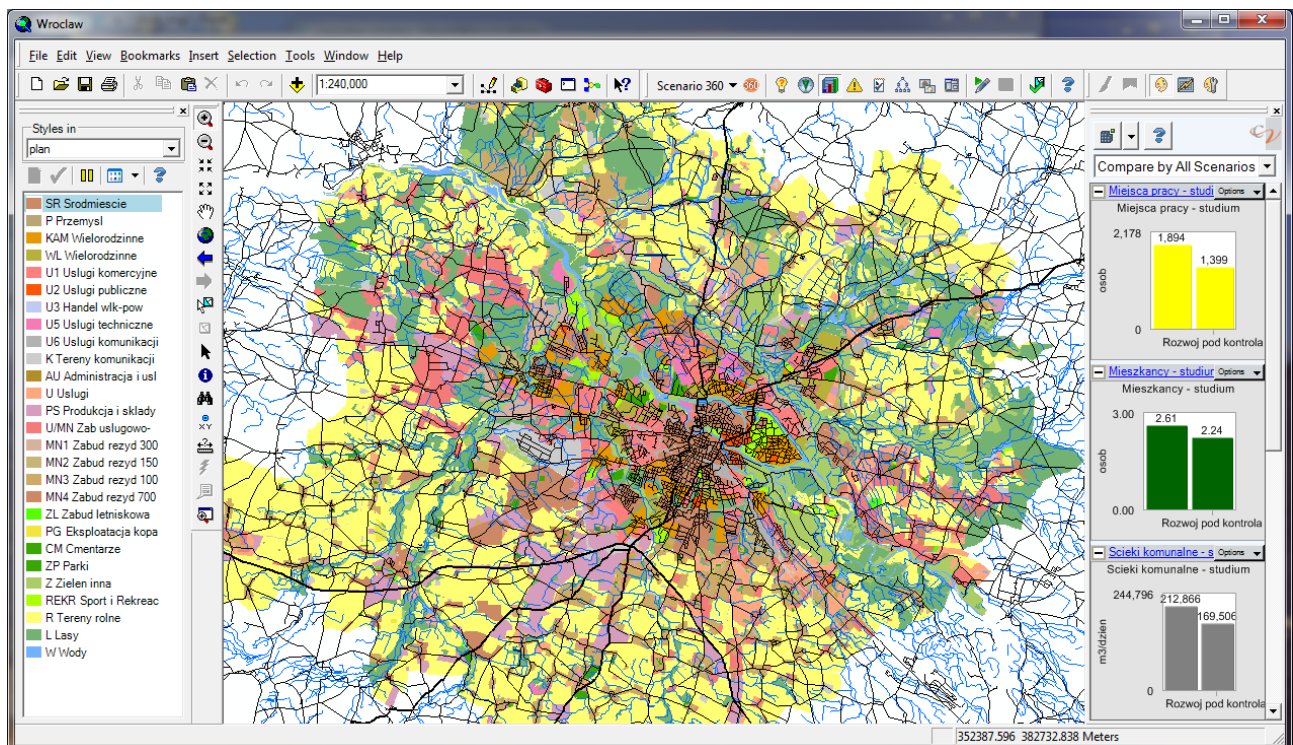 Wroclaw
File Edit View Bookmarks Insert Selection Tools Window Help
1:240,000
Scenario 360
360
Styles in
plan
SR Srodmiescie
P Przemysl
KAM Wielorodzinne
WL Wielorodzinne
U1 Uslugi komercyjne
U2 Uslugi publiczne
U3 Handel wlk-pow
U5 Uslugi techniczne
U6 Uslugi komunikacji
K Tereny komunikacji
AU Administracja i usl
U Uslugi
PS Produkcja i sklady
U/MN Zab uslugowo-
MN1 Zabud rezyd 300
MN2 Zabud rezyd 150
MN3 Zabud rezyd 100
MN4 Zabud rezyd 700
ZL Zabud letniskowa
PG Eksploatacja kopa
CM Cmentarze
ZP Parki
Z Zielen inna
REKR Sport i Rekreac
R Tereny rolne
L Lasy
W Wody
XY
CV
Compare by All Scenarios
Miejsca pracy - studi Options
Miejsca pracy - studium
2,178
1,894
1,399
osob
0
Rozwoj pod kontrola
Mieszkancy - studiur Options
Mieszkancy - studium
3.00
2.61
2.24
osob
0.00
Rozwoj pod kontrola
Scieki komunalne - s Options
Scieki komunalne - studium
244,796
212,866
169,506
m3/dzien
0
Rozwoj pod kontrola
352387.596 382732.838 Meters